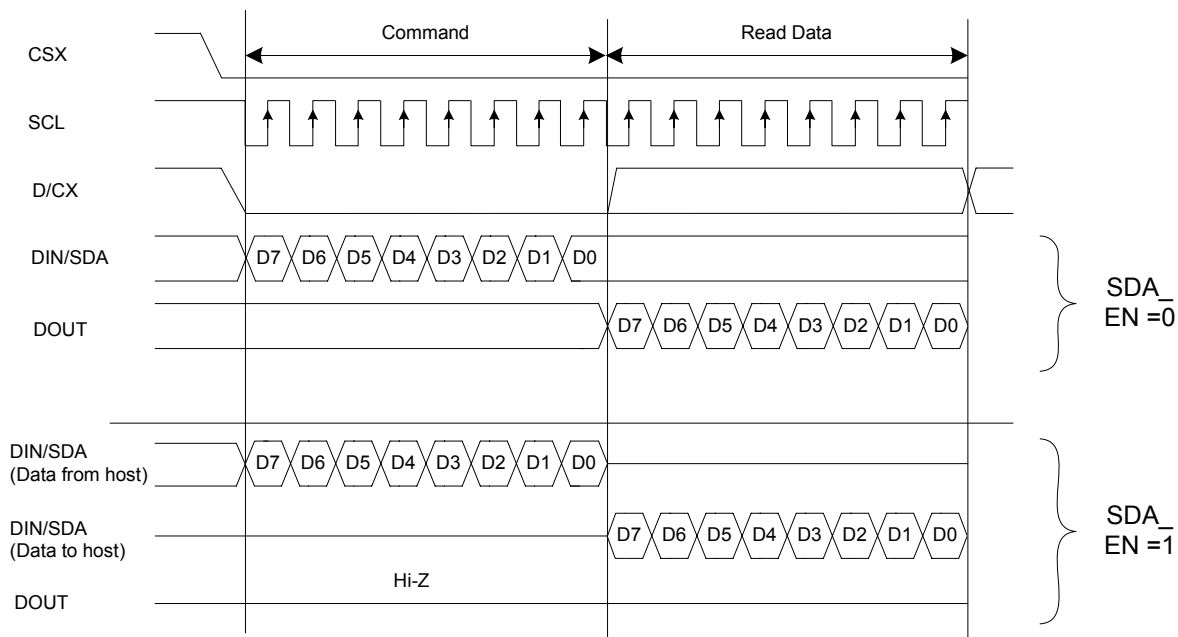 Command
Read Data
CSX
SCL
D/CX
DIN/SDA
D7 D6 D5 D4 D3 D2 D1 D0
DOUT
D7 D6 D5 D4 D3 D2 D1 D0
SDA_
EN =0
DIN/SDA
(Data from host)
D7 D6 D5 D4 D3 D2 D1 D0
DIN/SDA
(Data to host)
D7 D6 D5 D4 D3 D2 D1 D0
SDA_
EN =1
Hi-Z
DOUT